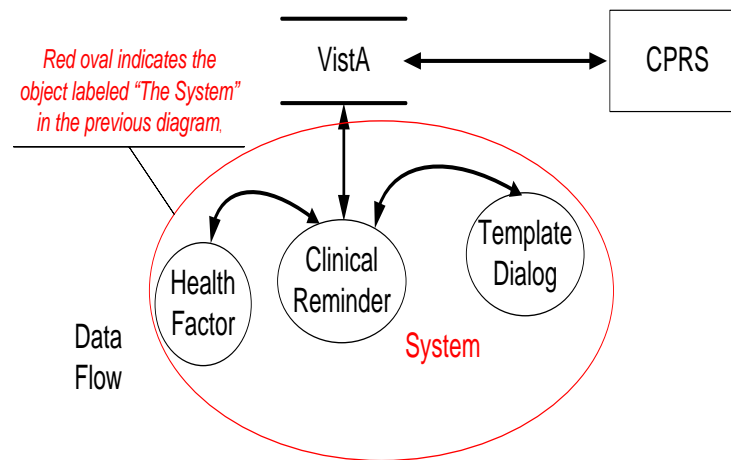 Red oval indicates the
object labeled “The System”
in the previous diagram,
VistA
CPRS
Health
Factor
Clinical
Reminder
Template
Dialog
System
Data
Flow